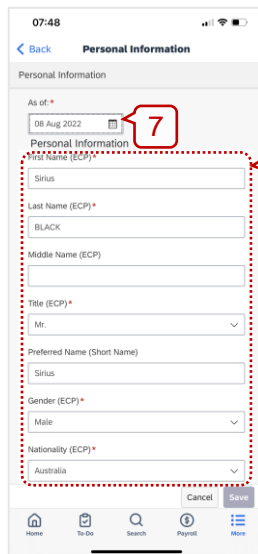 07:48
Back Personal Information
Personal Information
As of:*
08 Aug 2022
7
Personal Information
First Name (ECP)*
Sirius
Last Name (ECP)*
BLACK
Middle Name (ECP)
Title (ECP)*
Mr.
Preferred Name (Short Name)
Sirius
Gender (ECP)*
Male
Nationality (ECP)*
Australia
Cancel Save
Home To-Do Search Payroll More